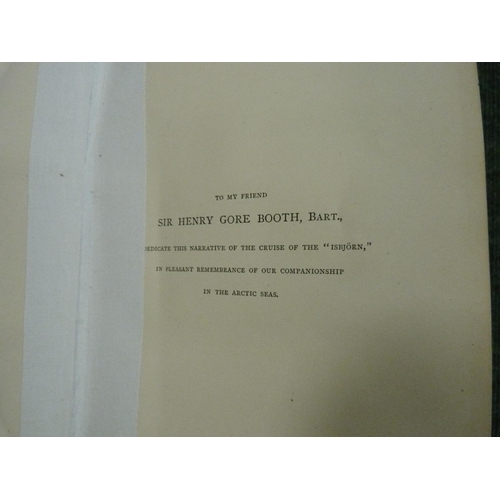 TO MY FRIEND
SIR HENRY GORE BOOTH, BART.,
DEDICATE THIS NARRATIVE OF THE CRUISE OF THE "ISBJÖRN,"
IN PLEASANT REMEMBRANCE OF OUR COMPANIONSHIP
IN THE ARCTIC SEAS.